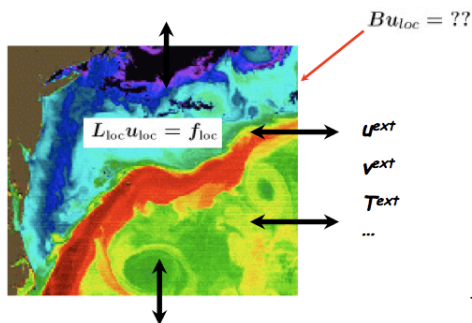 Bu_loc = ??
L_loc u_loc = f_loc
u^ext
v^ext
T^ext
...